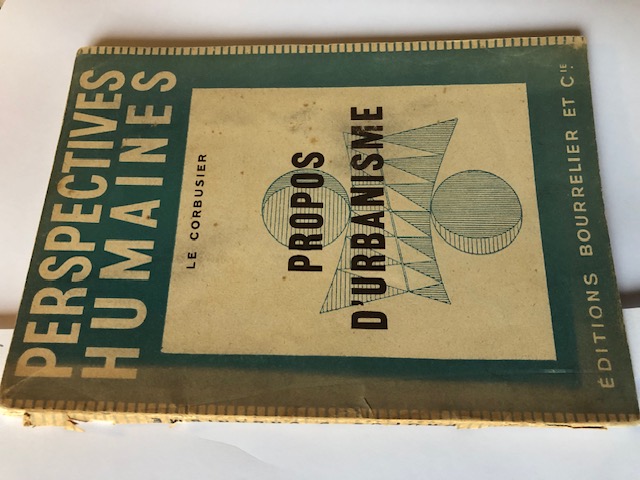 PERSPECTIVES
HUMAINES
LE CORBUSIER
PROPOS
D'URBANISME
ÉDITIONS BOURRELIER ET CIE.